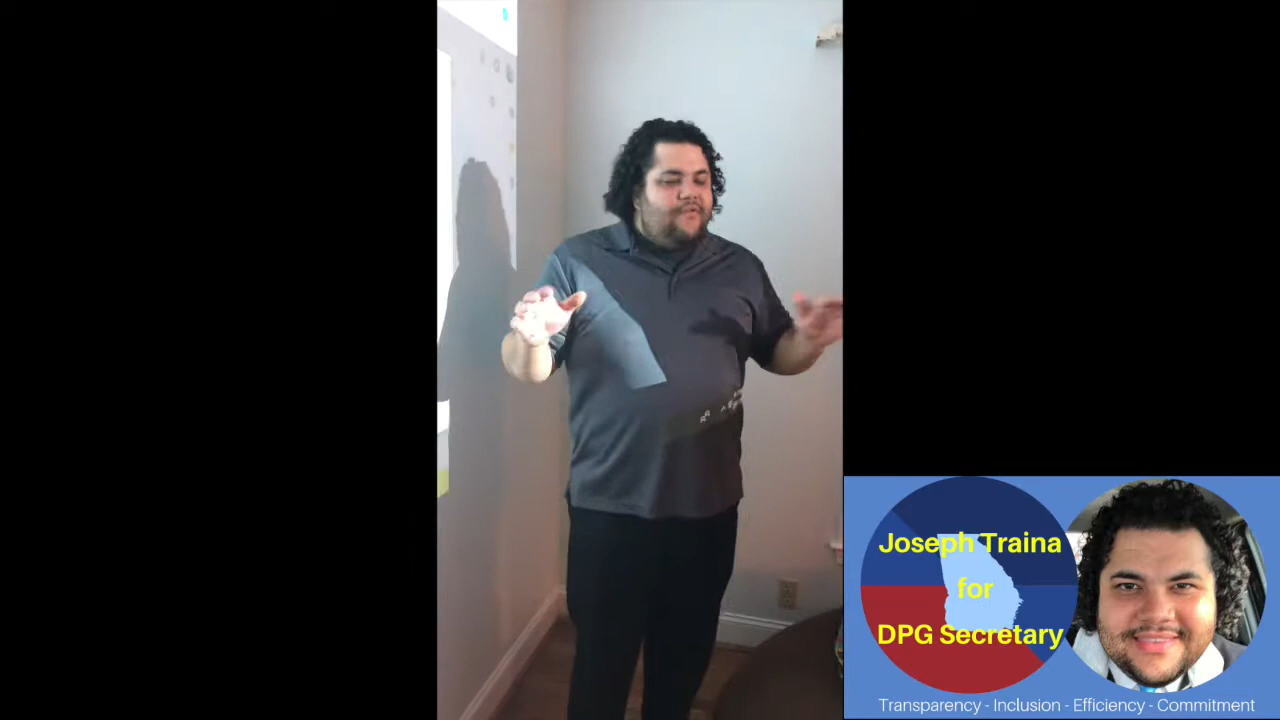 Joseph Traina
for
DPG Secretary
Transparency - Inclusion - Efficiency - Commitment